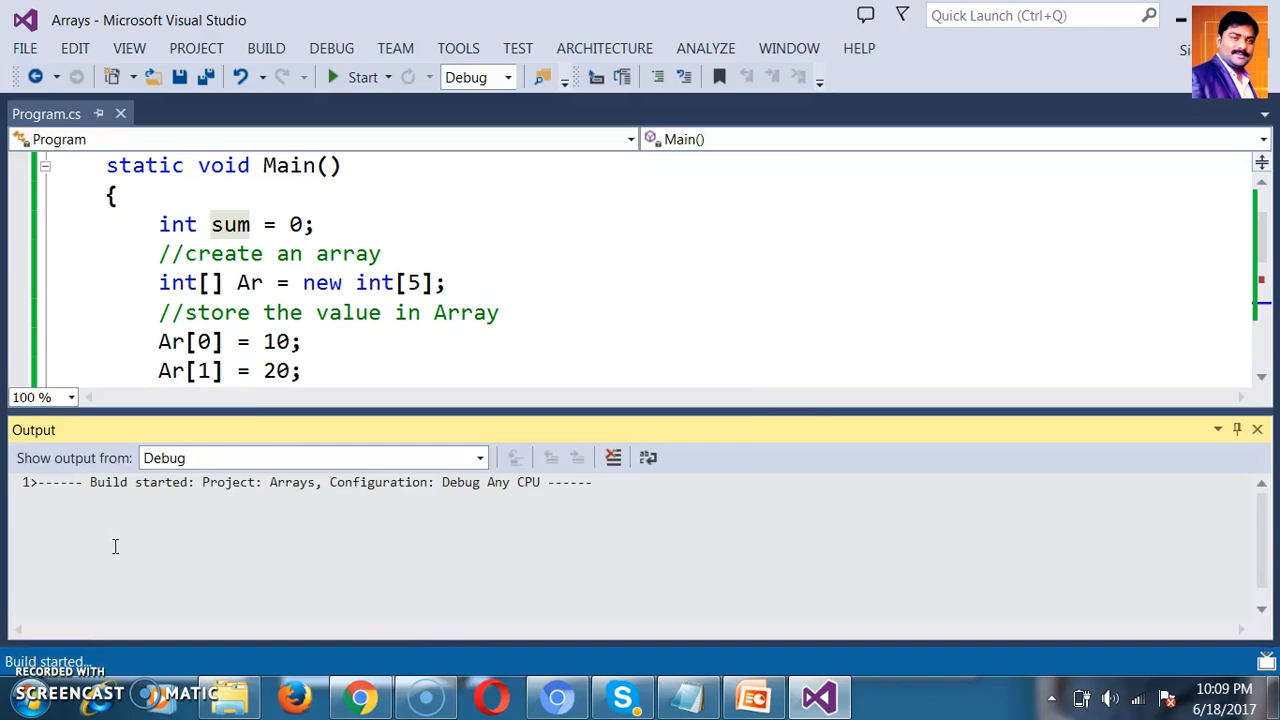 Arrays - Microsoft Visual Studio
Quick Launch (Ctrl+Q)
FILE EDIT VIEW PROJECT BUILD DEBUG TEAM TOOLS TEST ARCHITECTURE ANALYZE WINDOW HELP
Si
Start Debug
Program.cs
Program Main()
static void Main()
{
int sum = 0;
//create an array
int[] Ar = new int[5];
//store the value in Array
Ar[0] = 10;
Ar[1] = 20;
100 %
Output
Show output from: Debug
1>------ Build started: Project: Arrays, Configuration: Debug Any CPU ------
Build started...
RECORDED WITH
SCREENCAST MATIC
10:09 PM
6/18/2017